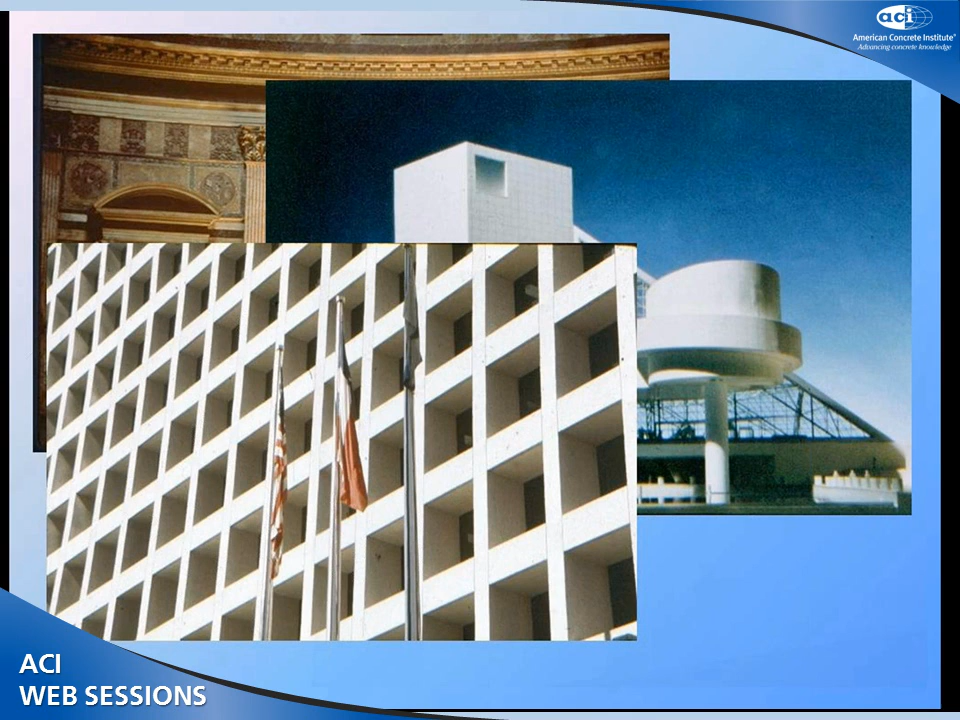 aci
American Concrete Institute®
Advancing concrete knowledge
ACI
WEB SESSIONS